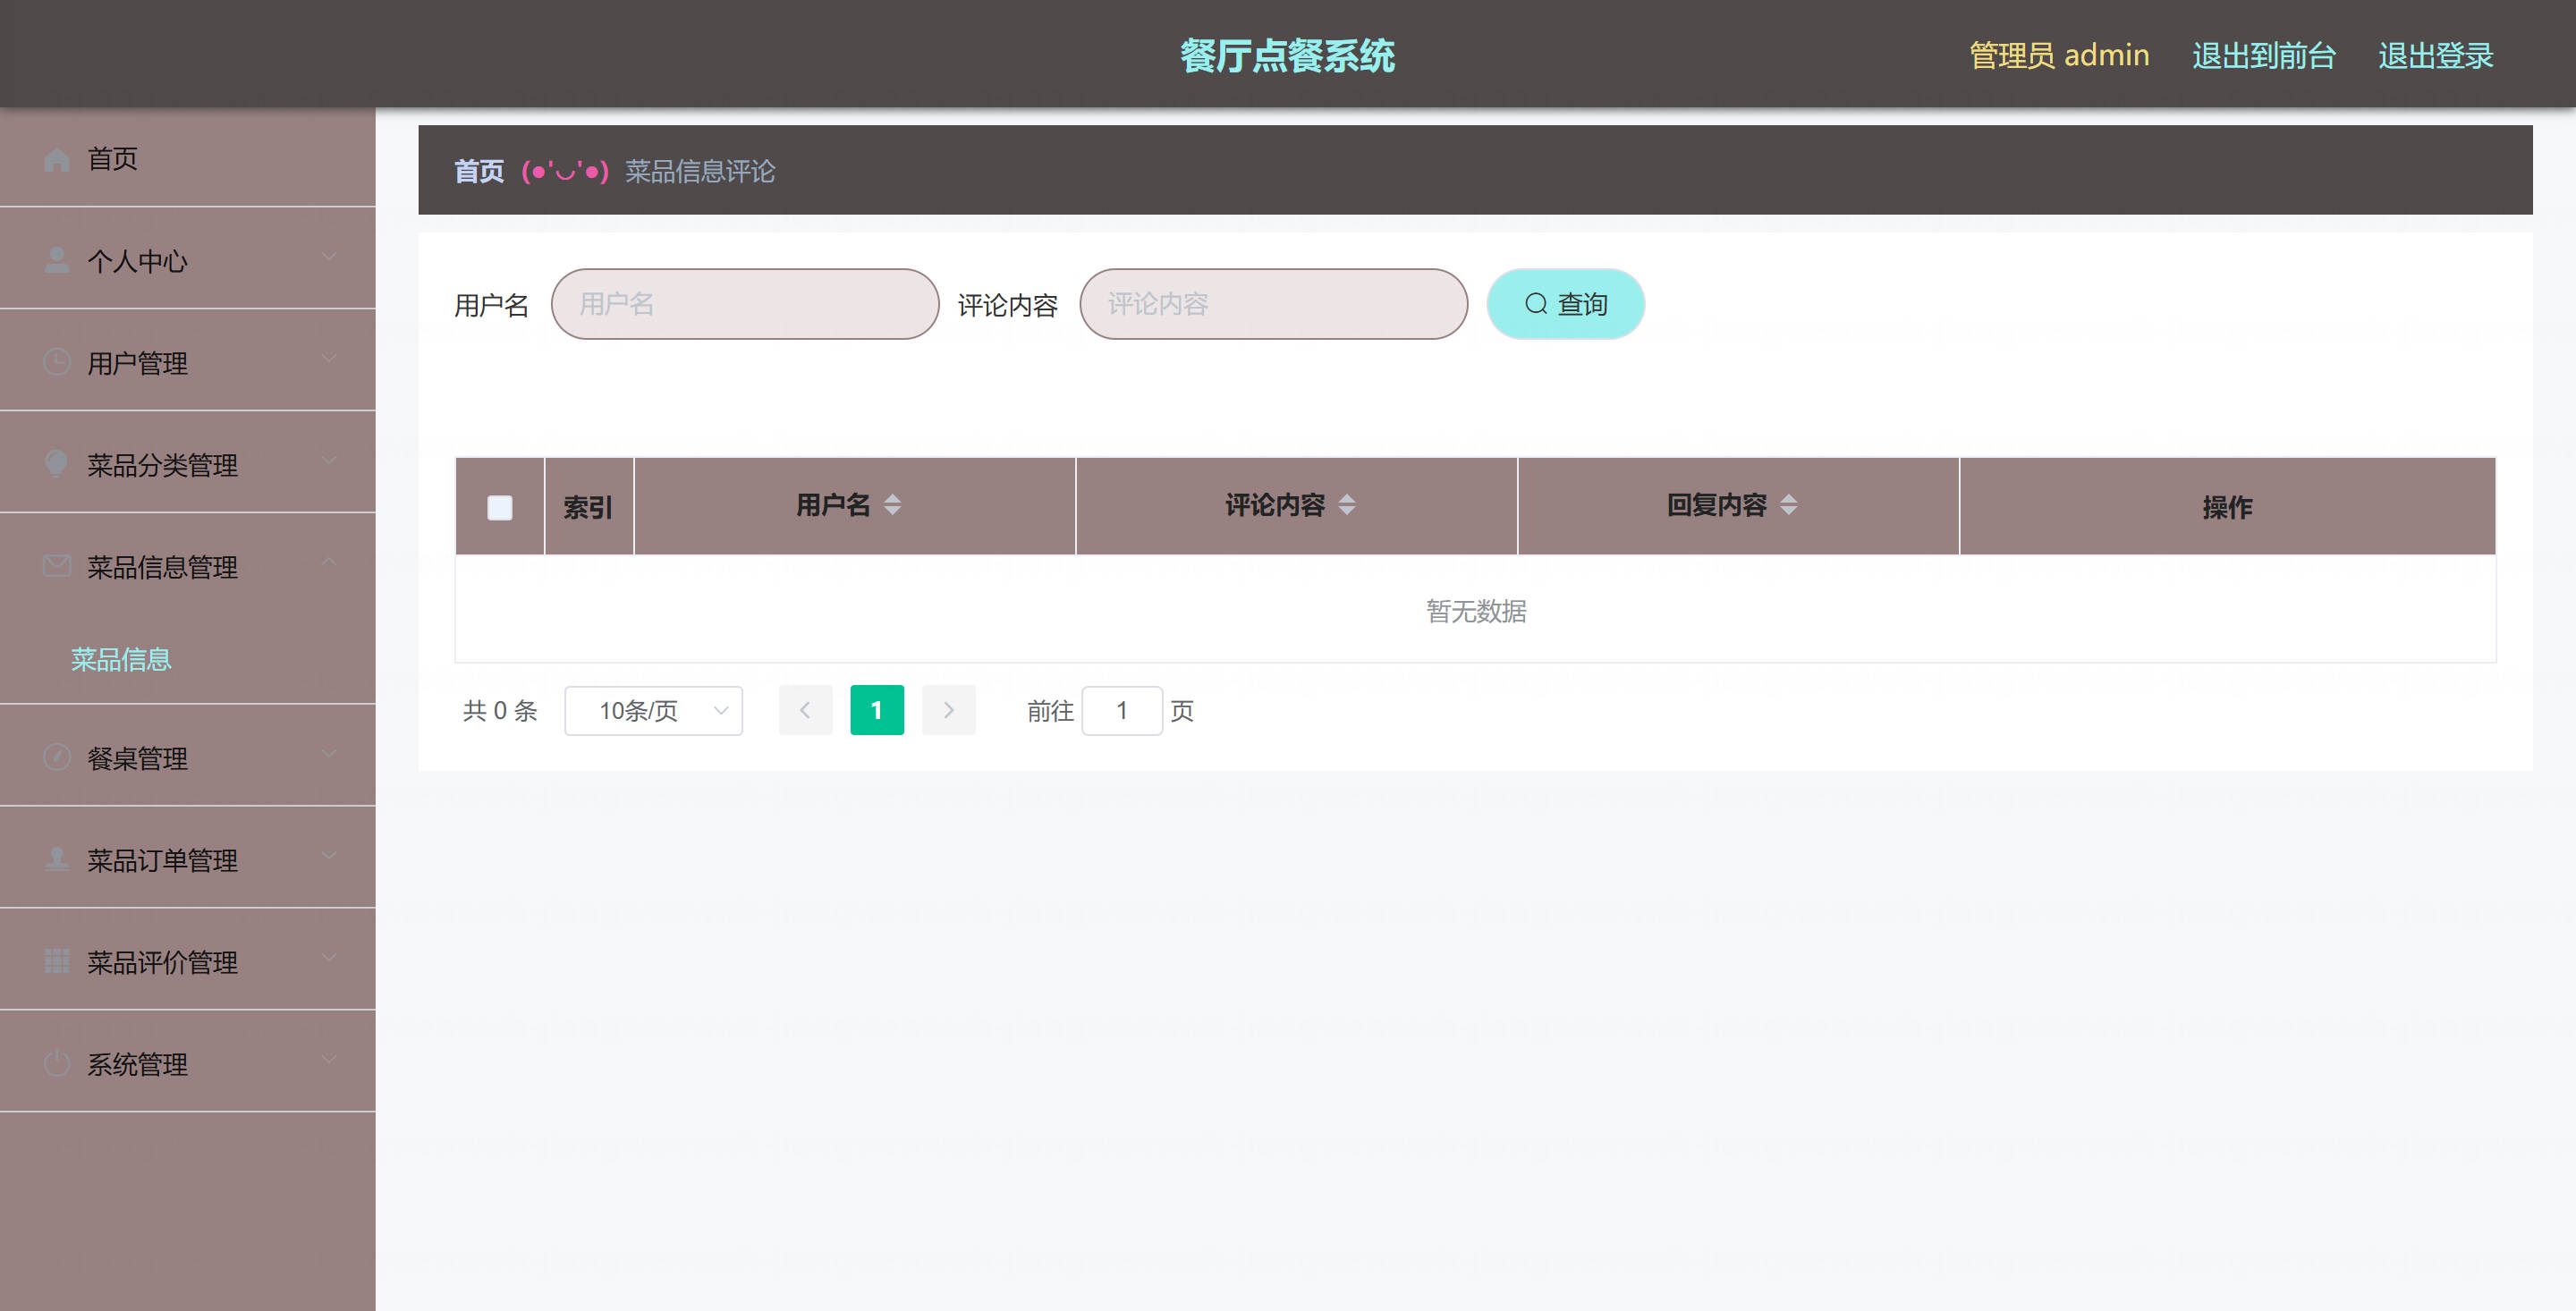 餐厅点餐系统
管理员 admin 退出到前台 退出登录
首页
个人中心
用户管理
菜品分类管理
菜品信息管理
菜品信息
餐桌管理
菜品订单管理
菜品评价管理
系统管理
首页 (●'◡'●) 菜品信息评论
用户名 用户名 评论内容 评论内容 查询
索引 用户名 评论内容 回复内容 操作
暂无数据
共 0 条 10条/页 1 前往 1 页